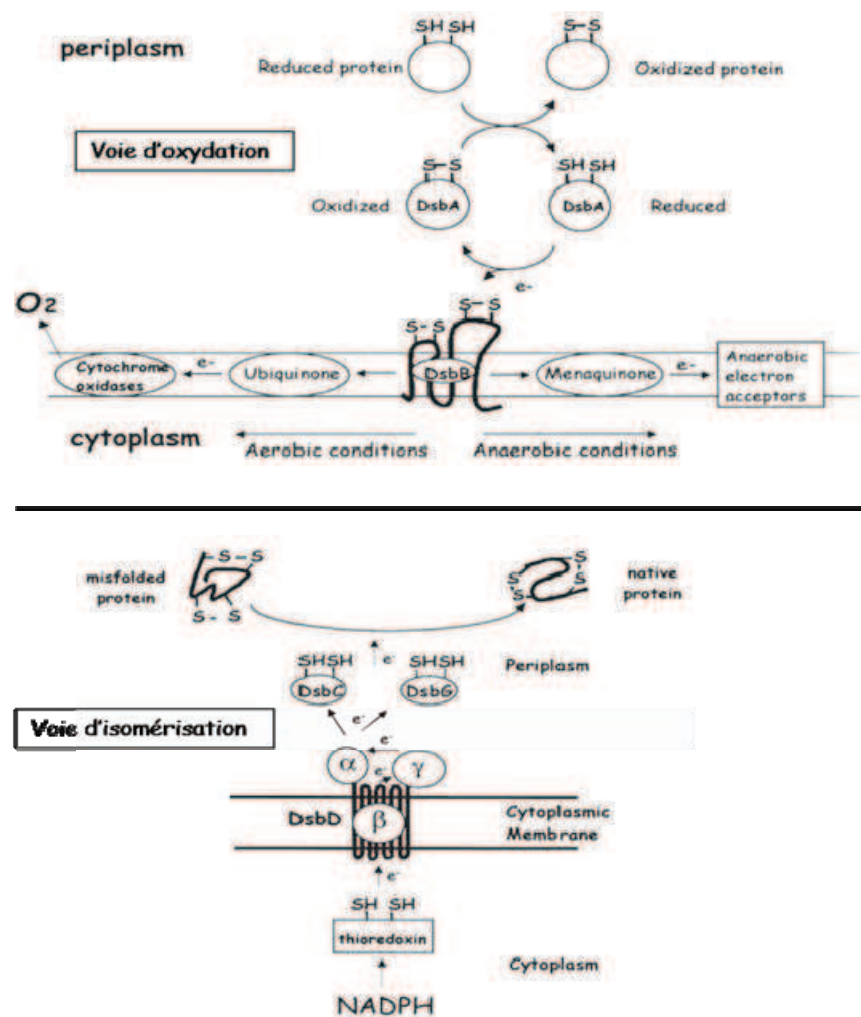 SH SH
S-S
periplasm
Reduced protein
Oxidized protein
Voie d'oxydation
S-S
SH SH
Oxidized
DsbA
DsbA
Reduced
e-
S-S
O2
S-S
Cytochrome
oxidases
e-
Ubiquinone
DsbB
Menaquinone
e-
Anaerobic
electron
acceptors
cytoplasm
Aerobic conditions
Anaerobic conditions
S-S
S
misfolded
protein
S
S
S
native
protein
S-S
SHSH
e-
SHSH
Periplasm
DsbC
DsbG
Voie d'isomérisation
e-
e-
α
e-
γ
DsbD
β
Cytoplasmic
Membrane
e-
SH SH
thioredoxin
Cytoplasm
NADPH